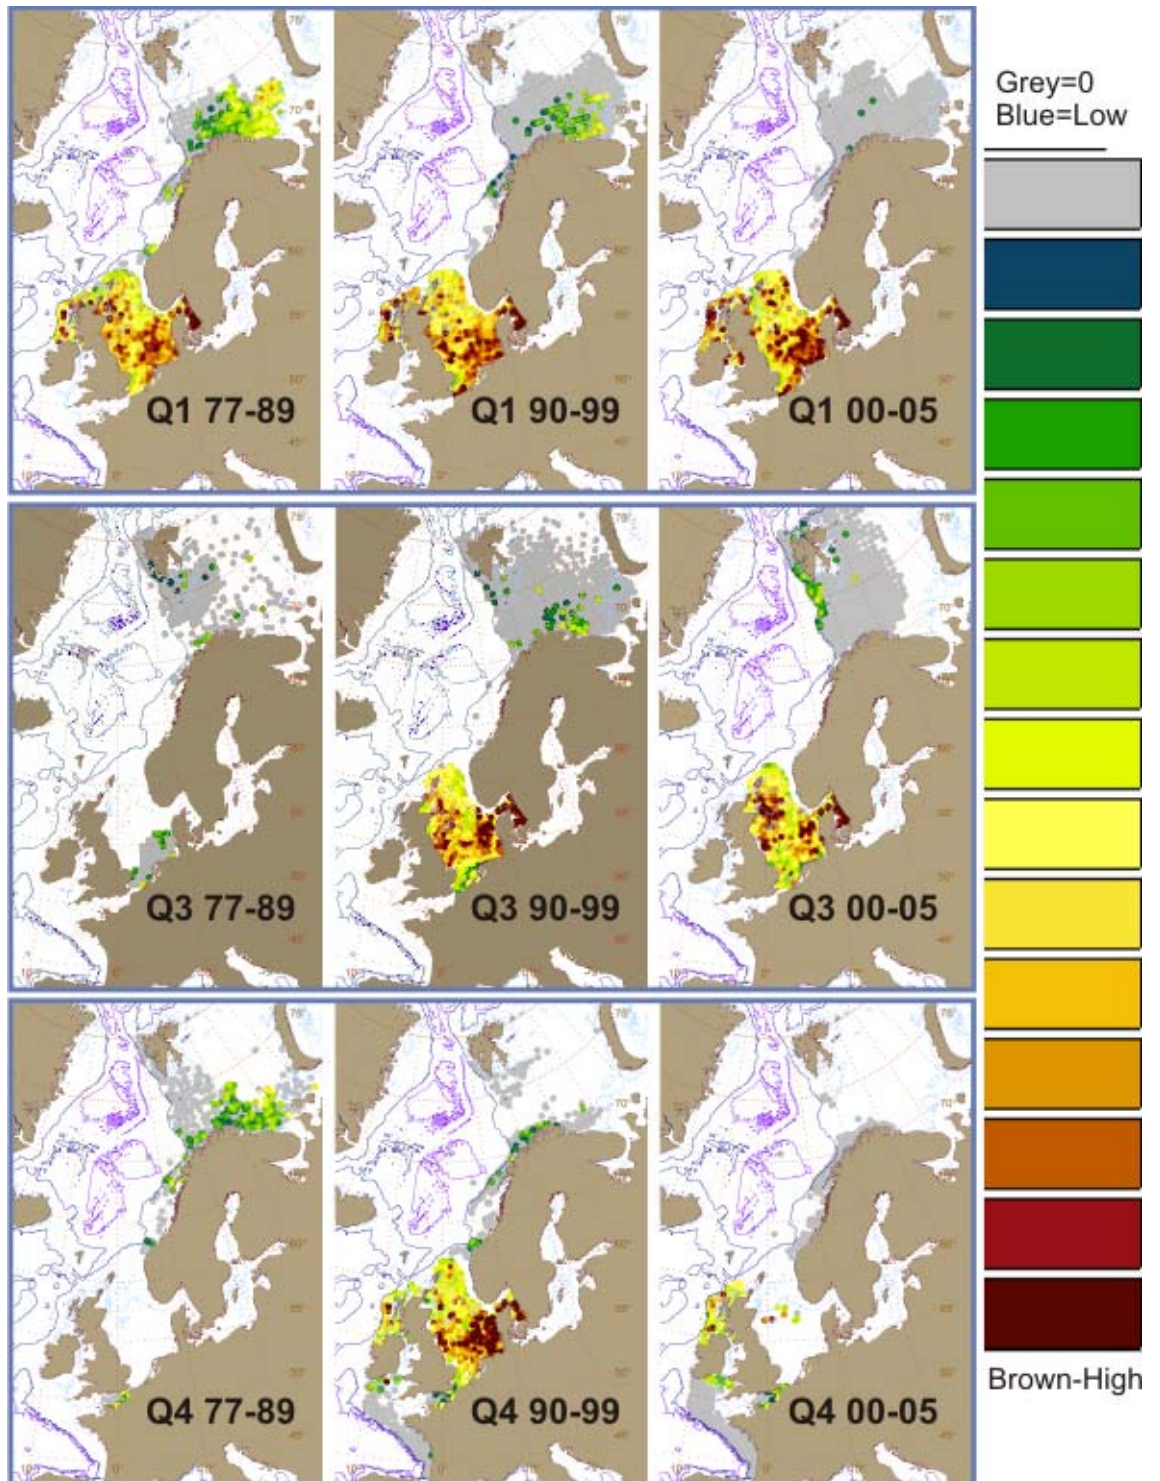 Grey=0
Blue=Low
Q1 77-89
Q1 90-99
Q1 00-05
Q3 77-89
Q3 90-99
Q3 00-05
Q4 77-89
Q4 90-99
Q4 00-05
Brown-High